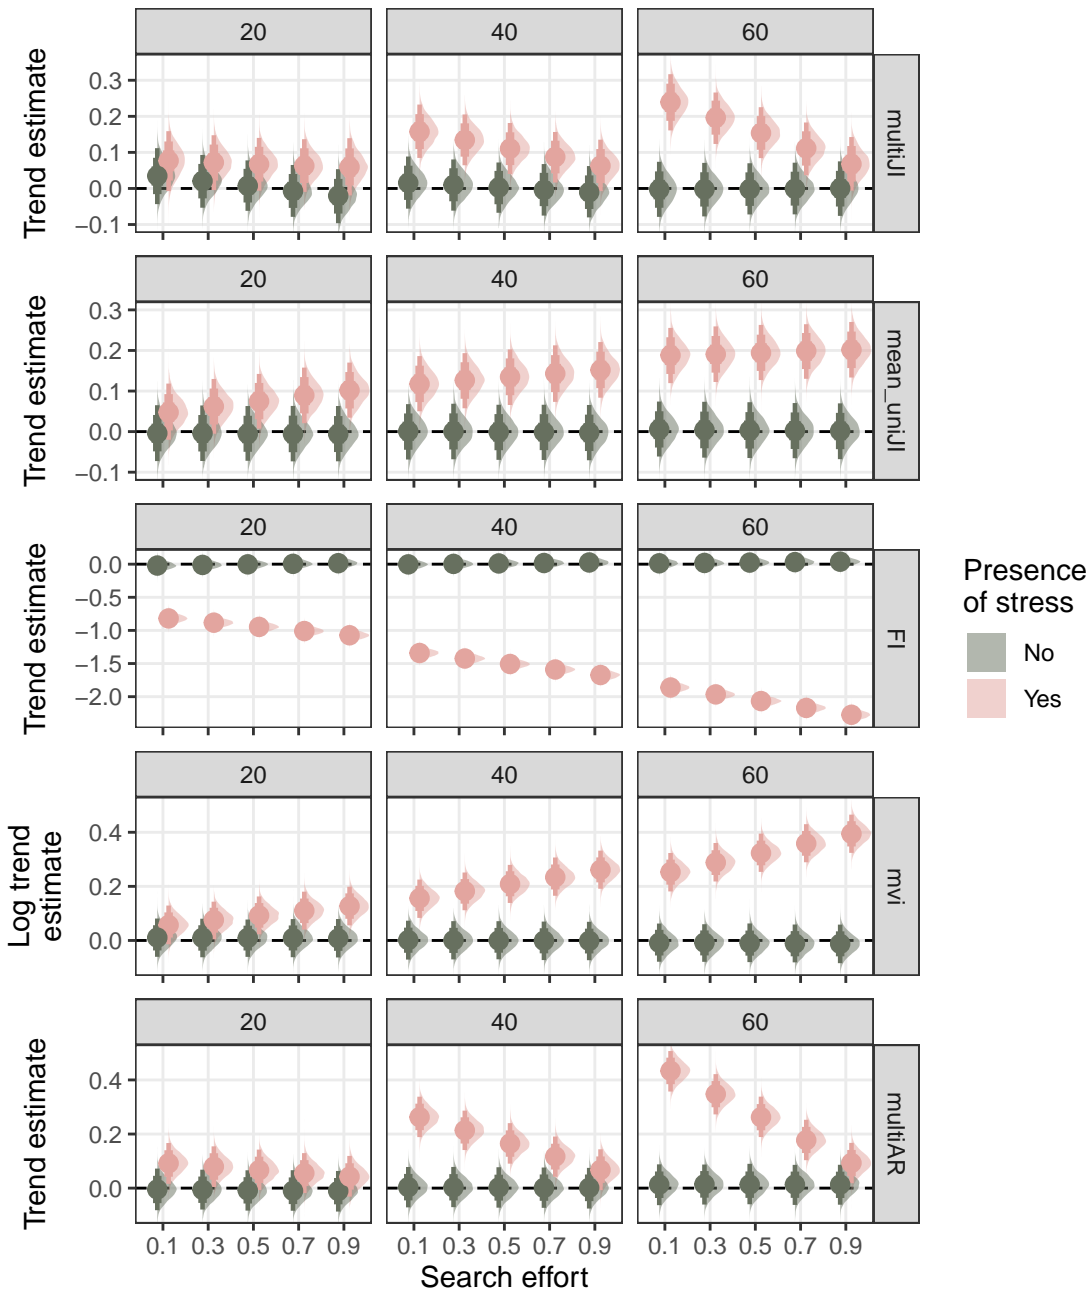 20
40
60
Trend estimate
0.3
0.2
0.1
0.0
−0.1
multiJI
20
40
60
Trend estimate
0.3
0.2
0.1
0.0
−0.1
mean_uniJI
20
40
60
Trend estimate
0.0
−0.5
−1.0
−1.5
−2.0
FI
Presence
of stress
No
Yes
20
40
60
Log trend
estimate
0.4
0.2
0.0
mvi
20
40
60
Trend estimate
0.4
0.2
0.0
multiAR
0.1 0.3 0.5 0.7 0.9
0.1 0.3 0.5 0.7 0.9
0.1 0.3 0.5 0.7 0.9
Search effort